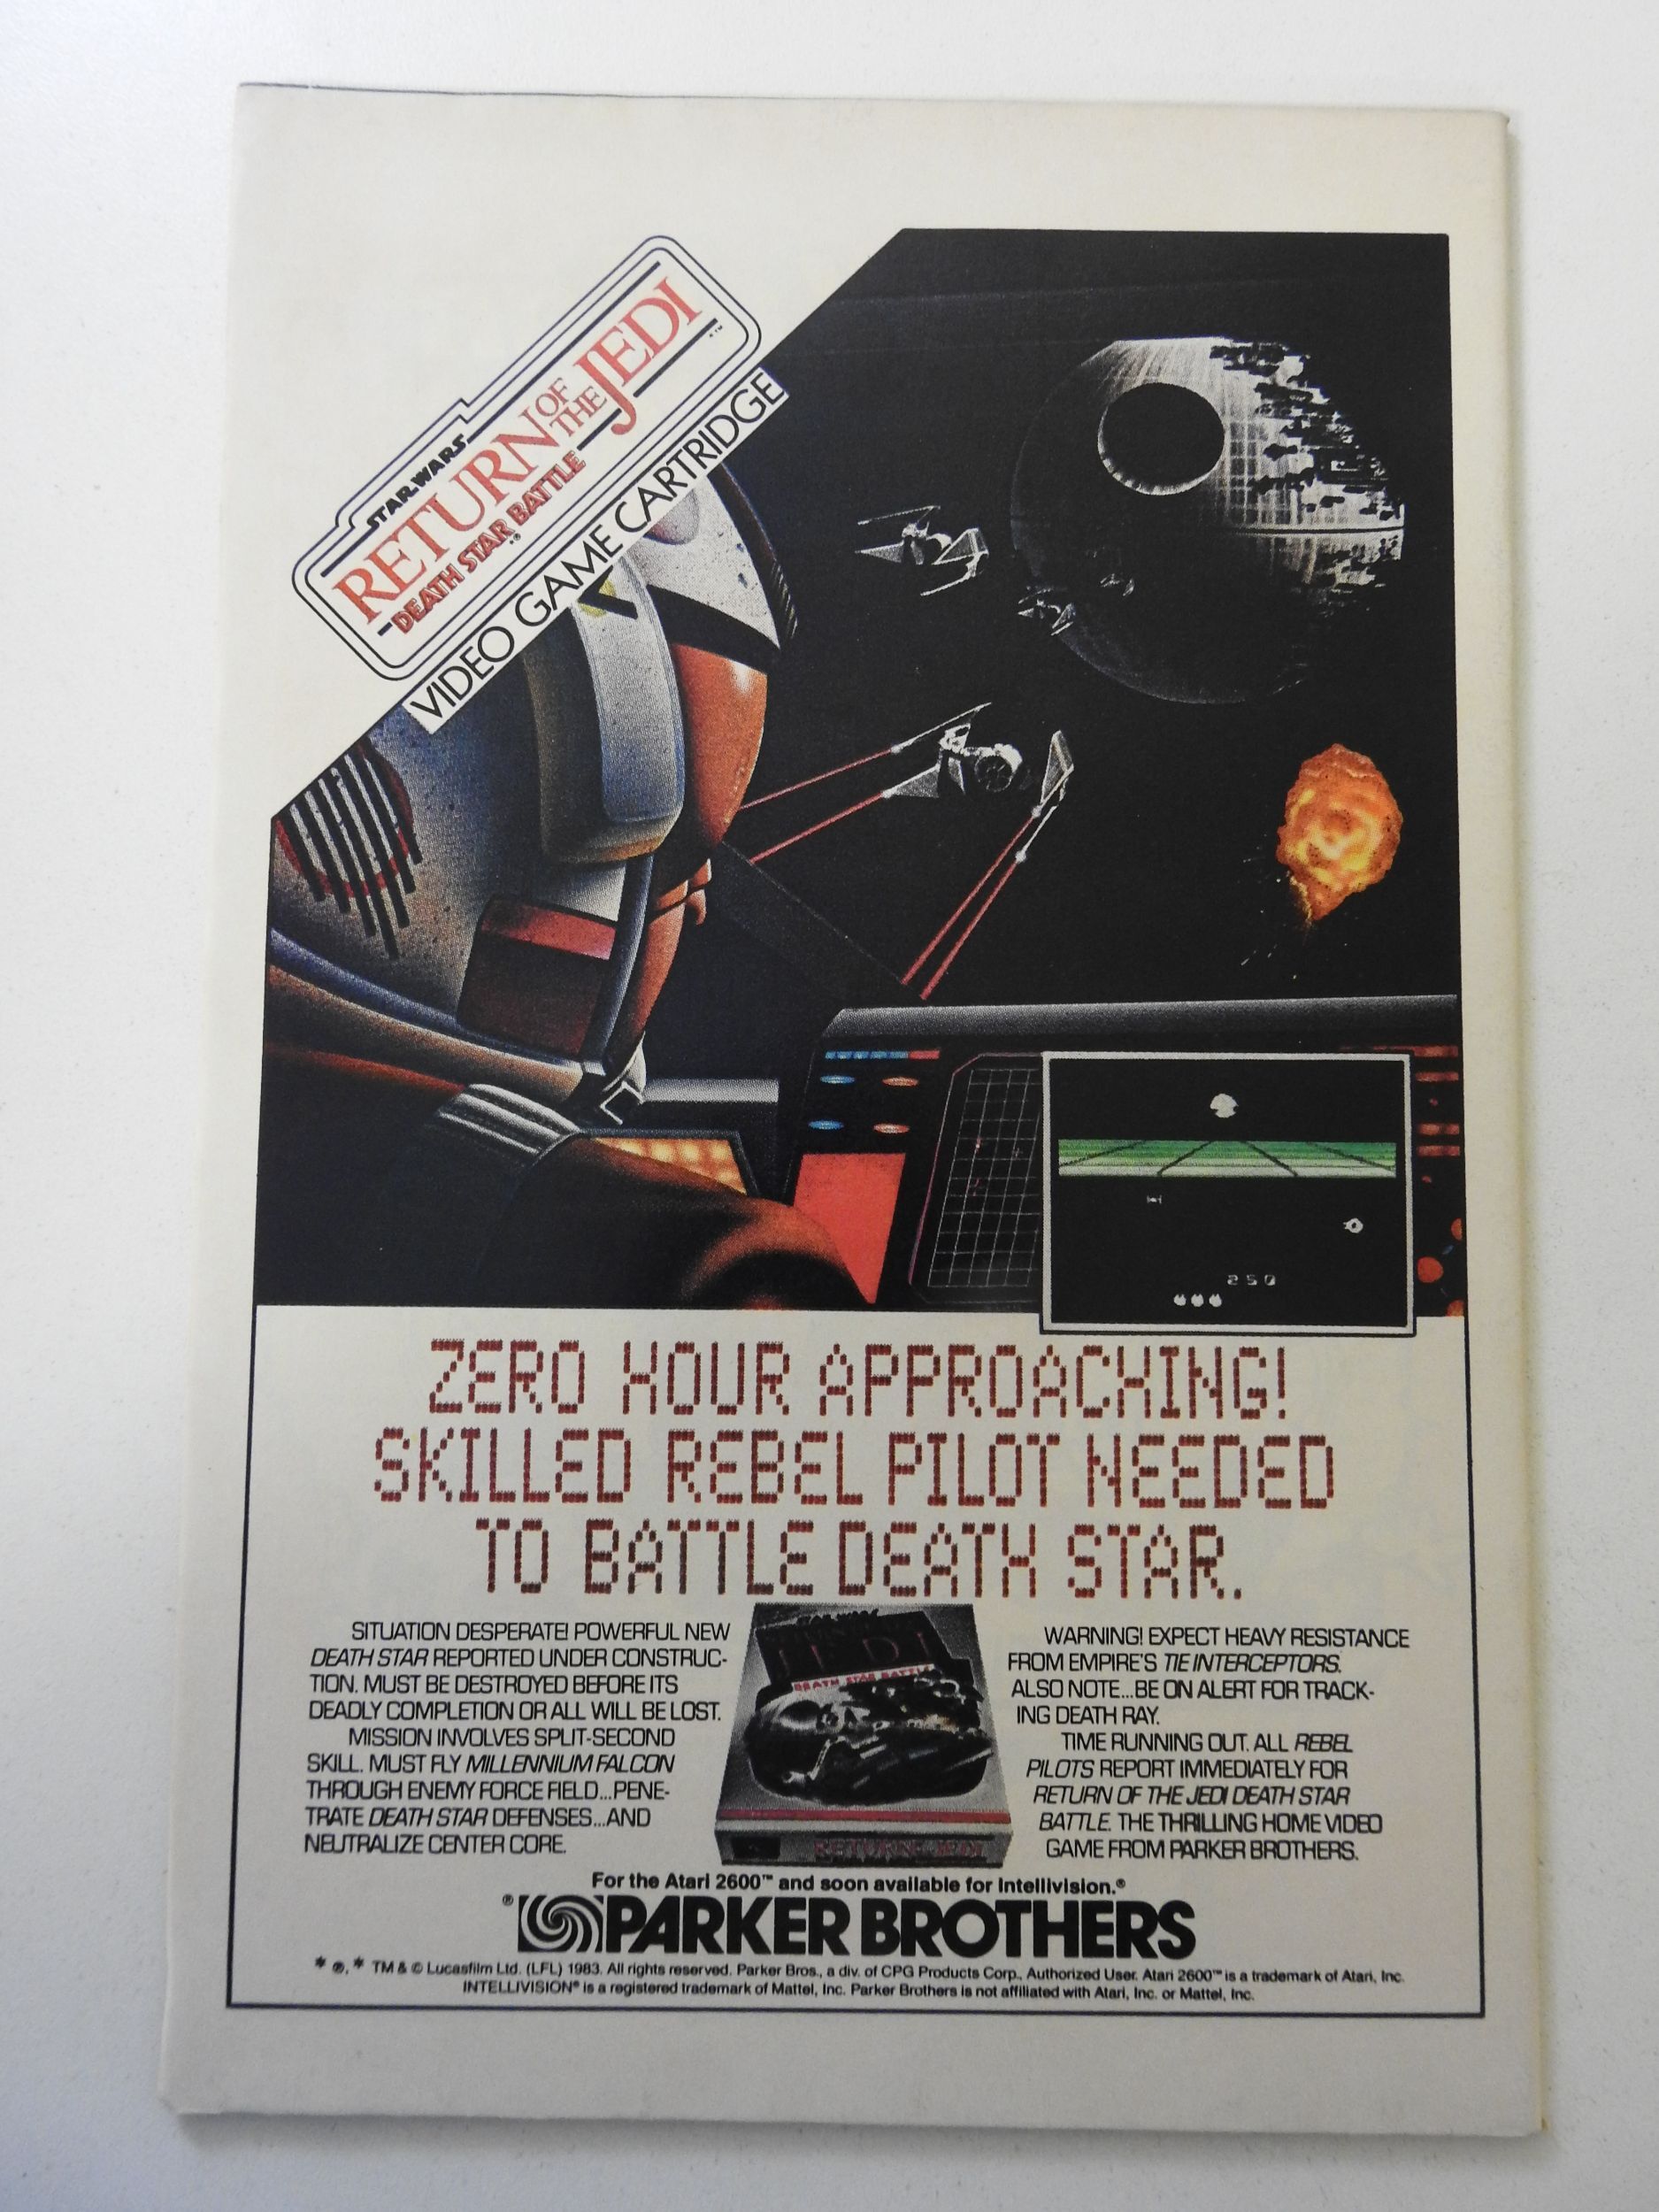 STAR WARS
RETURN OF THE JEDI
DEATH STAR BATTLE
VIDEO GAME CARTRIDGE
250
ZERO HOUR APPROACHING!
SKILLED REBEL PILOT NEEDED
TO BATTLE DEATH STAR.
SITUATION DESPERATE! POWERFUL NEW
DEATH STAR REPORTED UNDER CONSTRUC-
TION. MUST BE DESTROYED BEFORE ITS
DEADLY COMPLETION OR ALL WILL BE LOST.
MISSION INVOLVES SPLIT-SECOND
SKILL. MUST FLY MILLENNIUM FALCON
THROUGH ENEMY FORCE FIELD...PENE-
TRATE DEATH STAR DEFENSES...AND
NEUTRALIZE CENTER CORE.
JEDI
DEATH STAR BATTLE
RETURN OF THE JEDI
WARNING! EXPECT HEAVY RESISTANCE
FROM EMPIRE'S TIE INTERCEPTORS.
ALSO NOTE...BE ON ALERT FOR TRACK-
ING DEATH RAY.
TIME RUNNING OUT. ALL REBEL
PILOTS REPORT IMMEDIATELY FOR
RETURN OF THE JEDI DEATH STAR
BATTLE. THE THRILLING HOME VIDEO
GAME FROM PARKER BROTHERS.
For the Atari 2600™ and soon available for Intellivision.®
® PARKER BROTHERS
* ®, * TM & © Lucasfilm Ltd. (LFL) 1983. All rights reserved. Parker Bros., a div. of CPG Products Corp., Authorized User. Atari 2600™ is a trademark of Atari, Inc.
INTELLIVISION® is a registered trademark of Mattel, Inc. Parker Brothers is not affiliated with Atari, Inc. or Mattel, Inc.